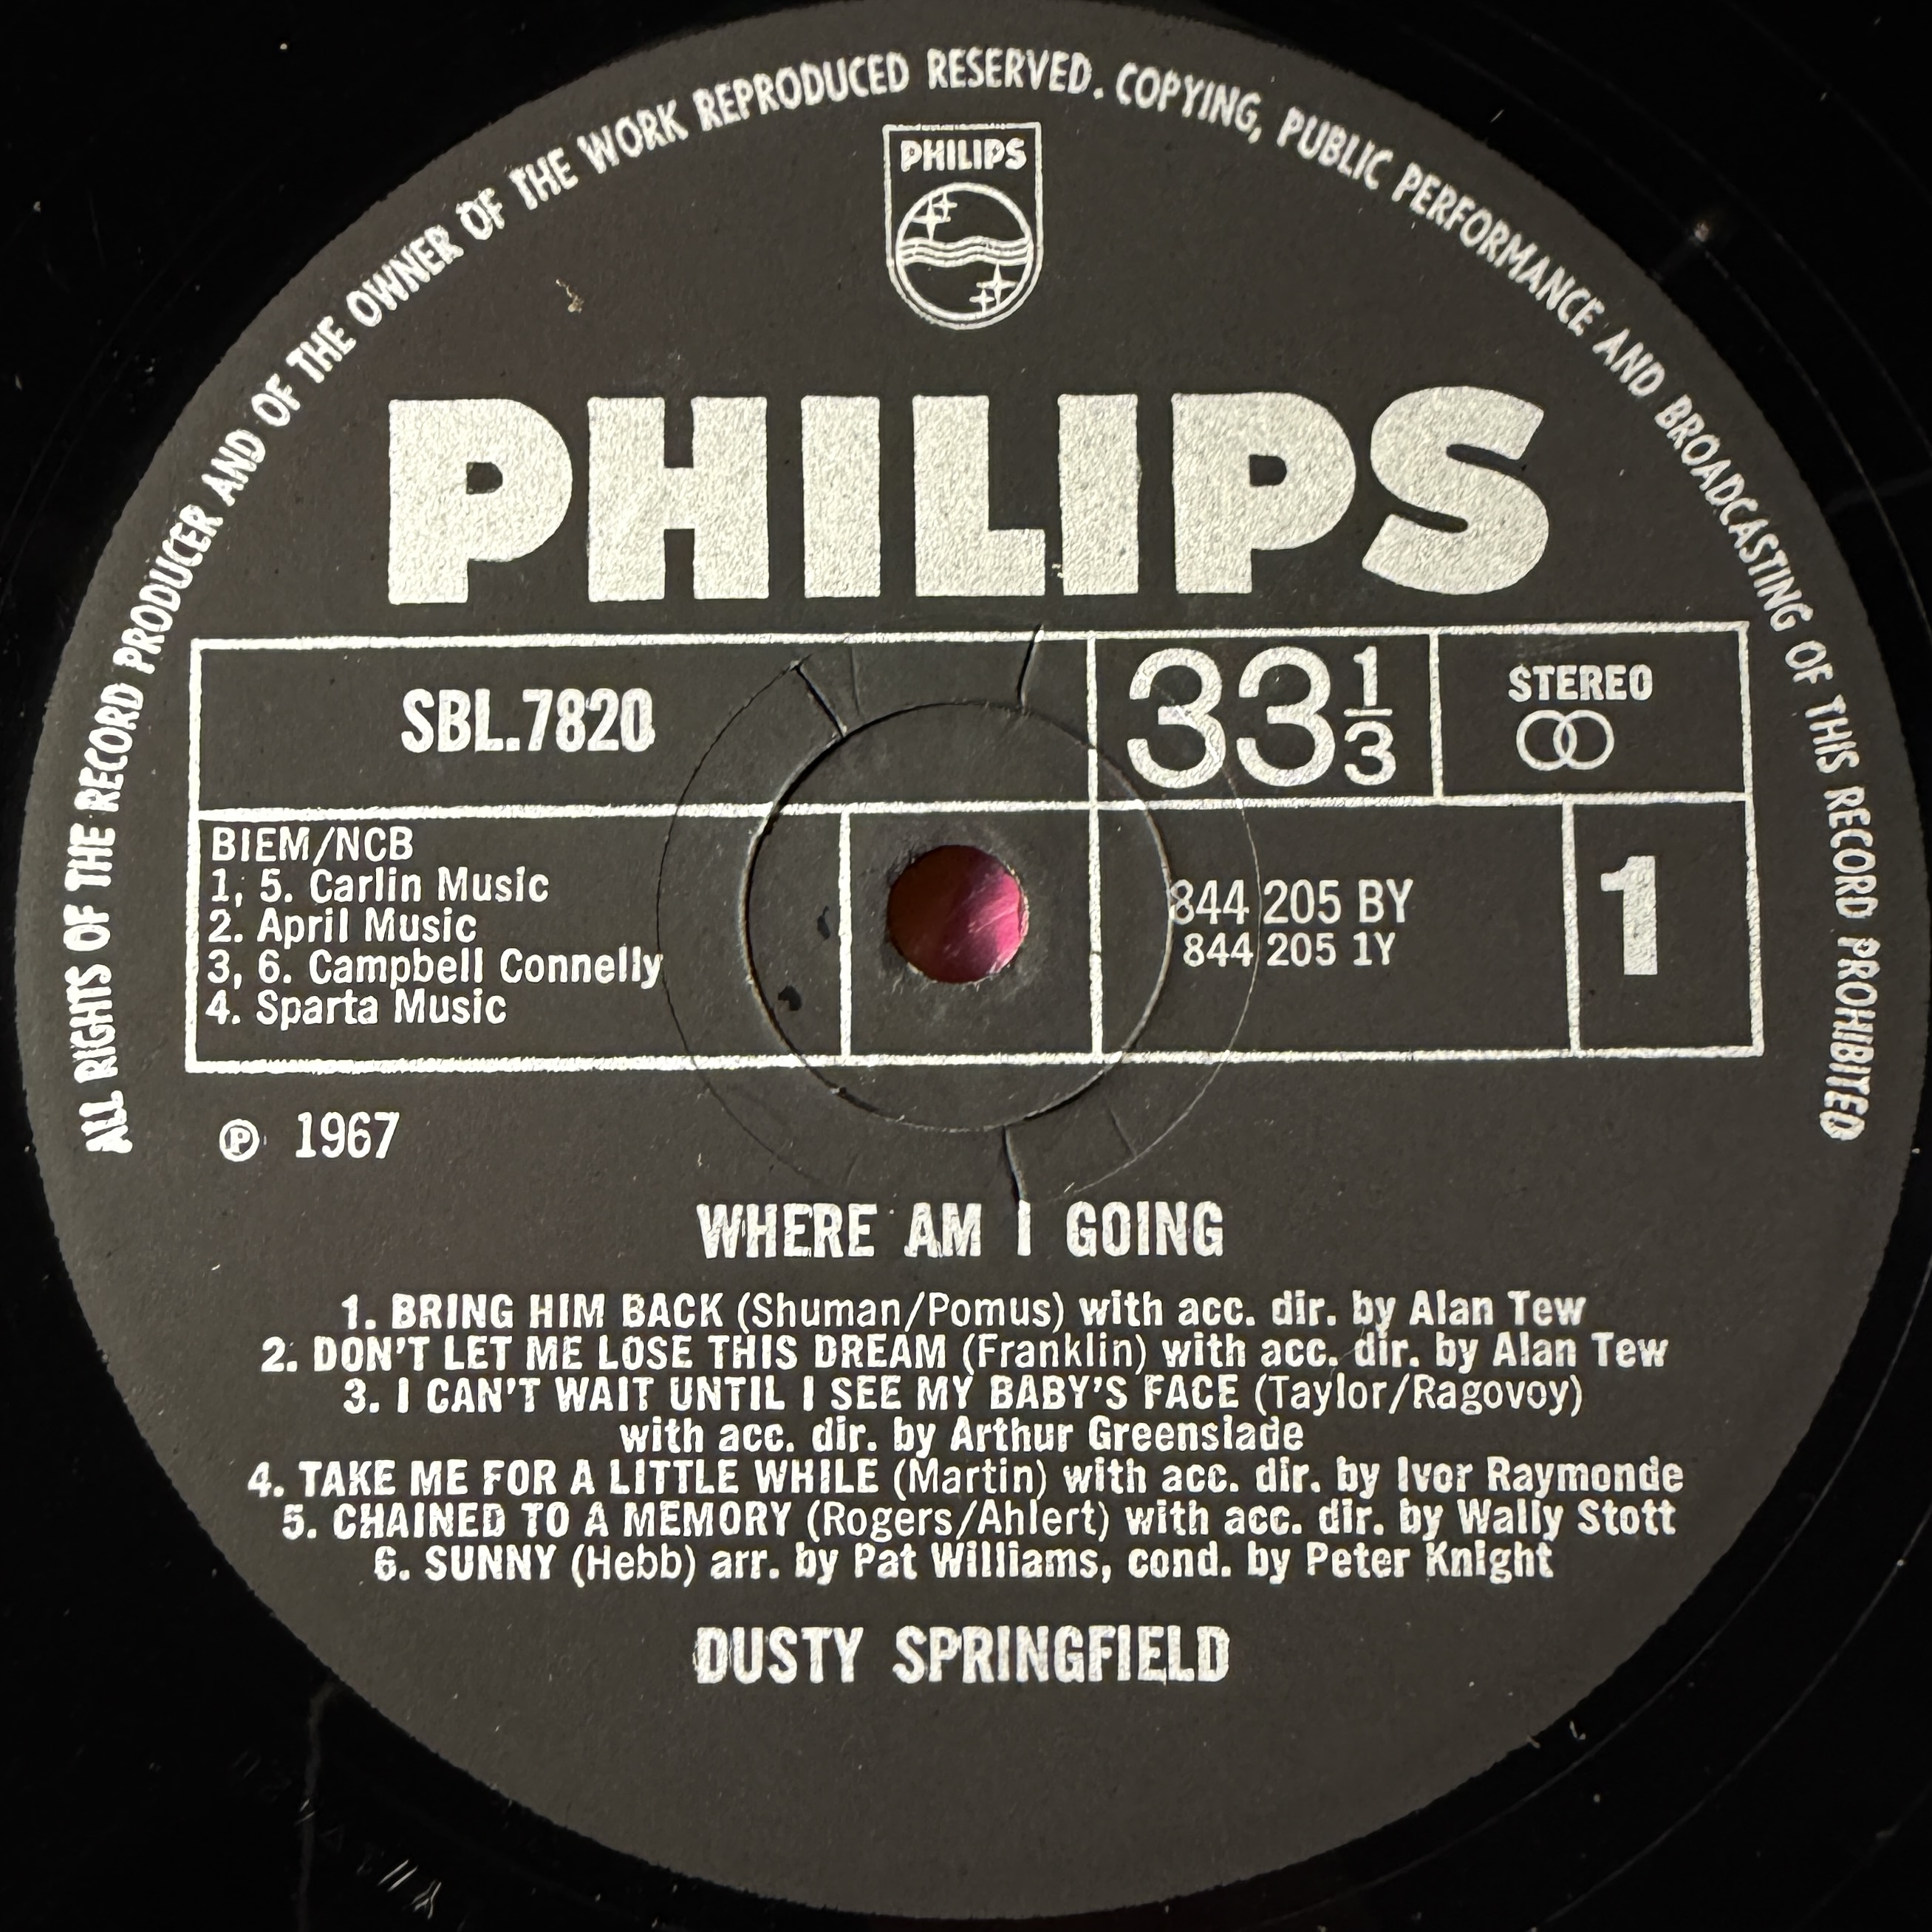 ALL RIGHTS OF THE RECORD PRODUCER AND OF THE OWNER OF THE WORK REPRODUCED RESERVED. COPYING, PUBLIC PERFORMANCE AND BROADCASTING OF THIS RECORD PROHIBITED
PHILIPS
PHILIPS
SBL.7820
33 1/3
STEREO
BIEM/NCB
1, 5. Carlin Music
2. April Music
3, 6. Campbell Connelly
4. Sparta Music
844 205 BY
844 205 1Y
1
℗ 1967
WHERE AM I GOING
1. BRING HIM BACK (Shuman/Pomus) with acc. dir. by Alan Tew
2. DON'T LET ME LOSE THIS DREAM (Franklin) with acc. dir. by Alan Tew
3. I CAN'T WAIT UNTIL I SEE MY BABY'S FACE (Taylor/Ragovoy)
with acc. dir. by Arthur Greenslade
4. TAKE ME FOR A LITTLE WHILE (Martin) with acc. dir. by Ivor Raymonde
5. CHAINED TO A MEMORY (Rogers/Ahlert) with acc. dir. by Wally Stott
6. SUNNY (Hebb) arr. by Pat Williams, cond. by Peter Knight
DUSTY SPRINGFIELD